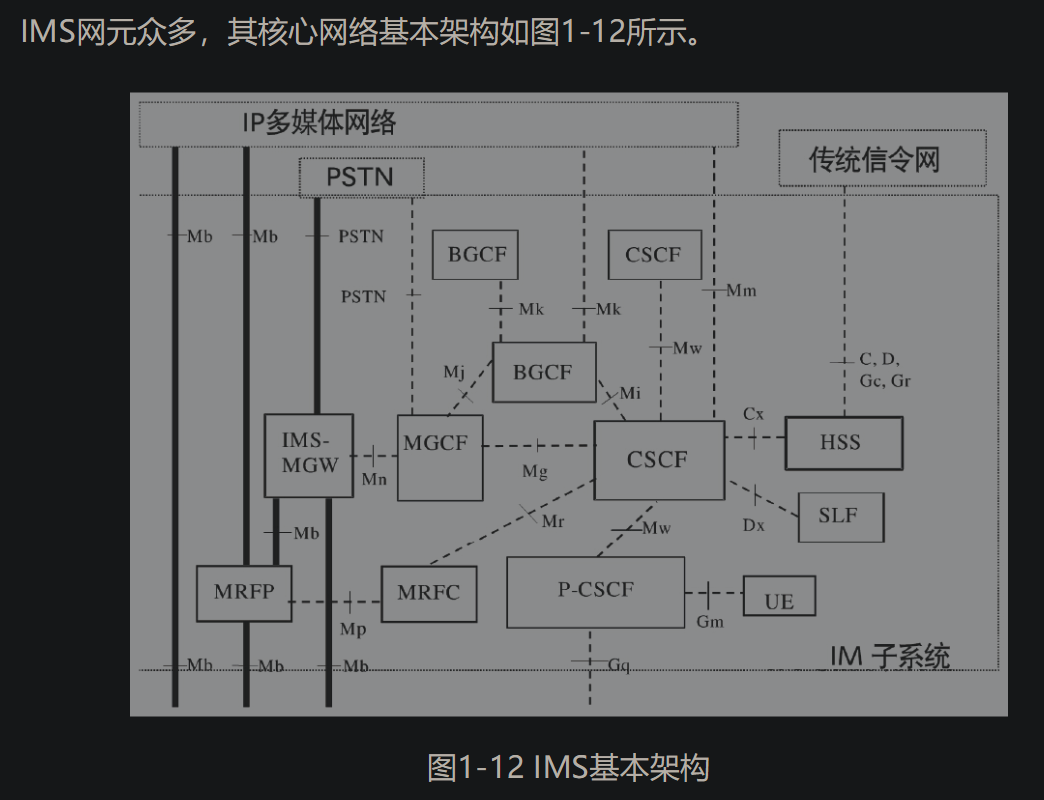 IMS网元众多，其核心网络基本架构如图1-12所示。
IP多媒体网络
传统信令网
PSTN
Mb
Mb
PSTN
BGCF
CSCF
PSTN
Mk
Mk
Mm
Mw
C, D,
Gc, Gr
Mj
BGCF
Mi
Cx
IMS-
MGW
MGCF
CSCF
HSS
Mn
Mg
Mr
Mw
Dx
SLF
Mb
MRFP
MRFC
P-CSCF
UE
Mp
Gm
Mb
Mb
Mb
Gq
IM 子系统
图1-12 IMS基本架构